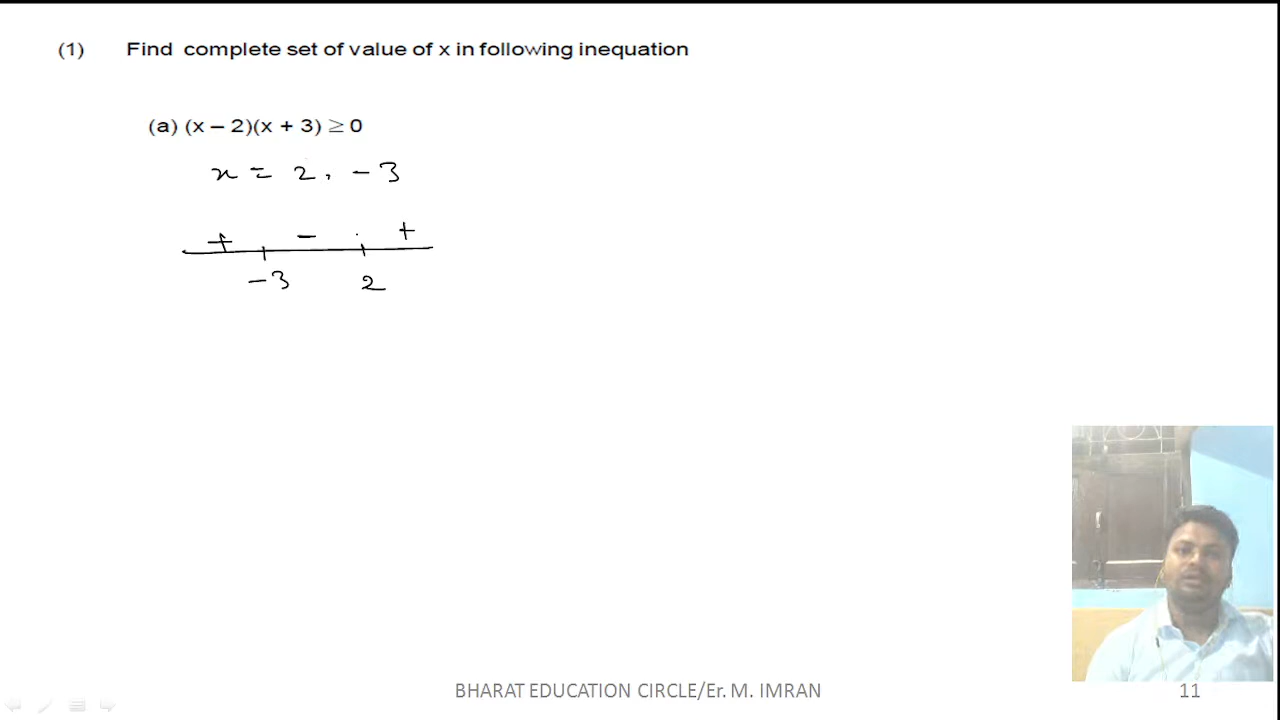 (1) Find complete set of value of x in following inequation
(a) (x – 2)(x + 3) ≥ 0
x = 2, -3
+ - +
-3 2
BHARAT EDUCATION CIRCLE/Er. M. IMRAN 11